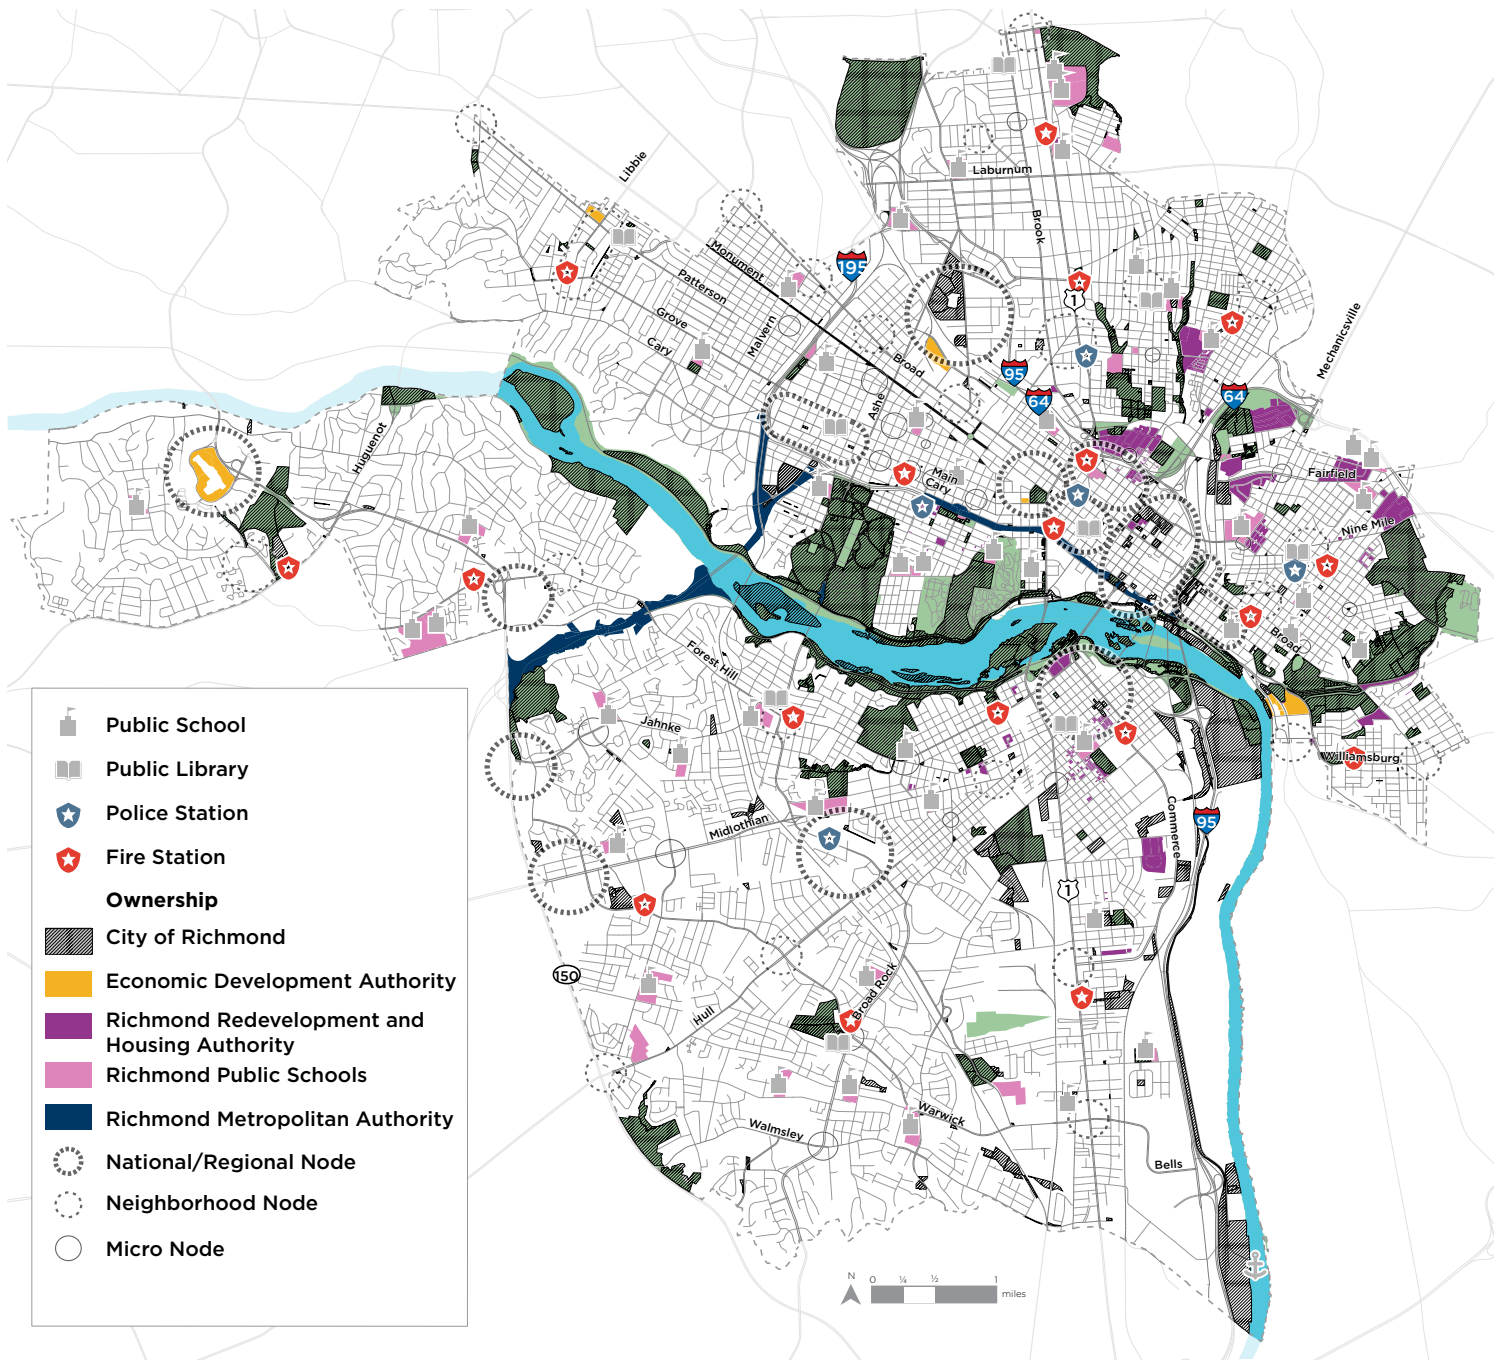 Libbie
Laburnum
Brook
Monument
195
Patterson
1
Grove
Malvern
Mechanicsville
Cary
Broad
95
64
64
Ashe
Huguenot
Main
Cary
Fairfield
Nine Mile
Broad
Forest Hill
Jahnke
Williamsburg
Commerce
Midlothian
95
1
150
Broad Rock
Hull
Warwick
Walmsley
Bells
Public School
Public Library
Police Station
Fire Station
Ownership
City of Richmond
Economic Development Authority
Richmond Redevelopment and
Housing Authority
Richmond Public Schools
Richmond Metropolitan Authority
National/Regional Node
Neighborhood Node
Micro Node
N
0 ¼ ½ 1
miles